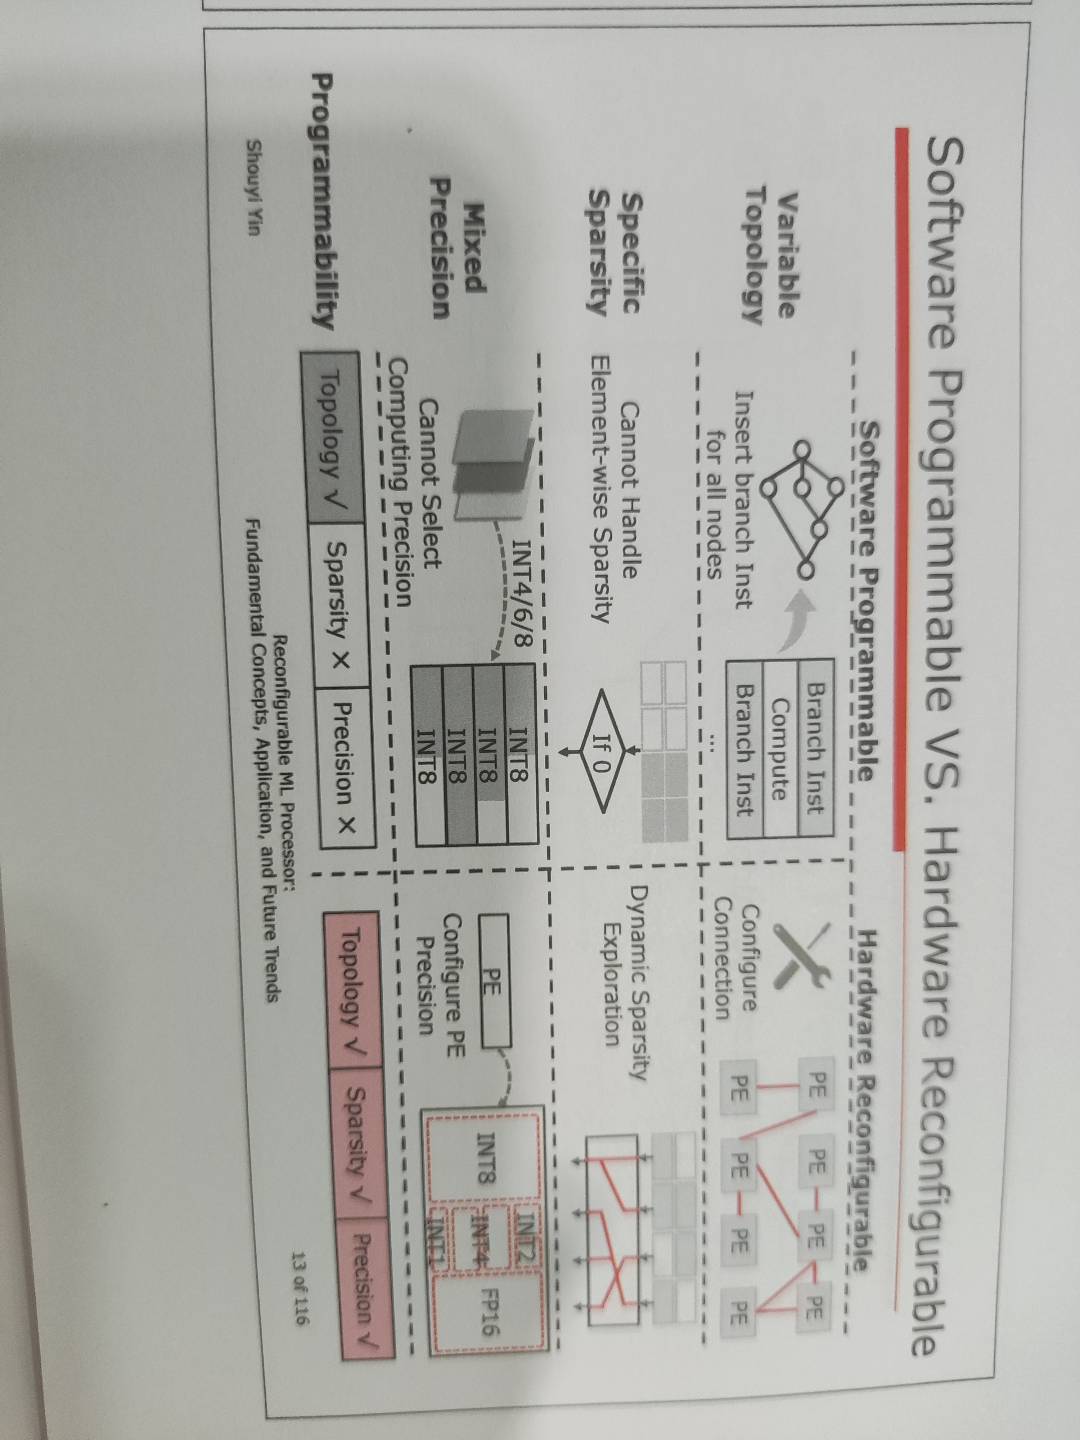 Software Programmable VS. Hardware Reconfigurable
Software Programmable
Hardware Reconfigurable
Variable
Topology
Insert branch Inst
for all nodes
Branch Inst
Compute
Branch Inst
...
Configure
Connection
PE PE PE PE
PE PE PE PE
Specific
Sparsity
Cannot Handle
Element-wise Sparsity
If 0
Dynamic Sparsity
Exploration
Mixed
Precision
Cannot Select
Computing Precision
INT4/6/8
INT8
INT8
INT8
INT8
PE
Configure PE
Precision
INT8
INT2
INT4
INT1
FP16
Programmability
Topology √
Sparsity ×
Precision ×
Topology √
Sparsity √
Precision √
Shouyi Yin
Reconfigurable ML Processor:
Fundamental Concepts, Application, and Future Trends
13 of 116